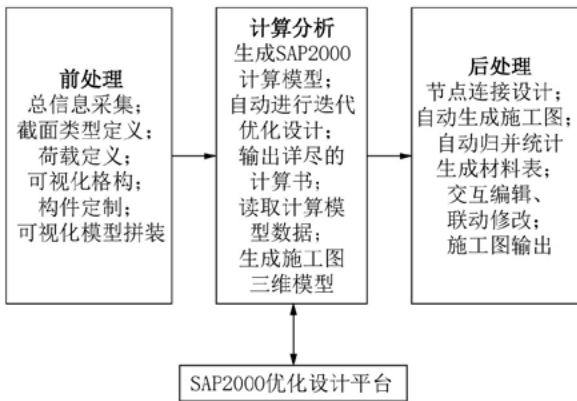 前处理
总信息采集;
截面类型定义;
荷载定义;
可视化格构;
构件定制;
可视化模型拼装
计算分析
生成SAP2000
计算模型;
自动进行迭代
优化设计;
输出详尽的
计算书;
读取计算模
型数据;
生成施工图
三维模型
后处理
节点连接设计;
自动生成施工图;
自动归并统计
生成材料表;
交互编辑、
联动修改;
施工图输出
SAP2000优化设计平台